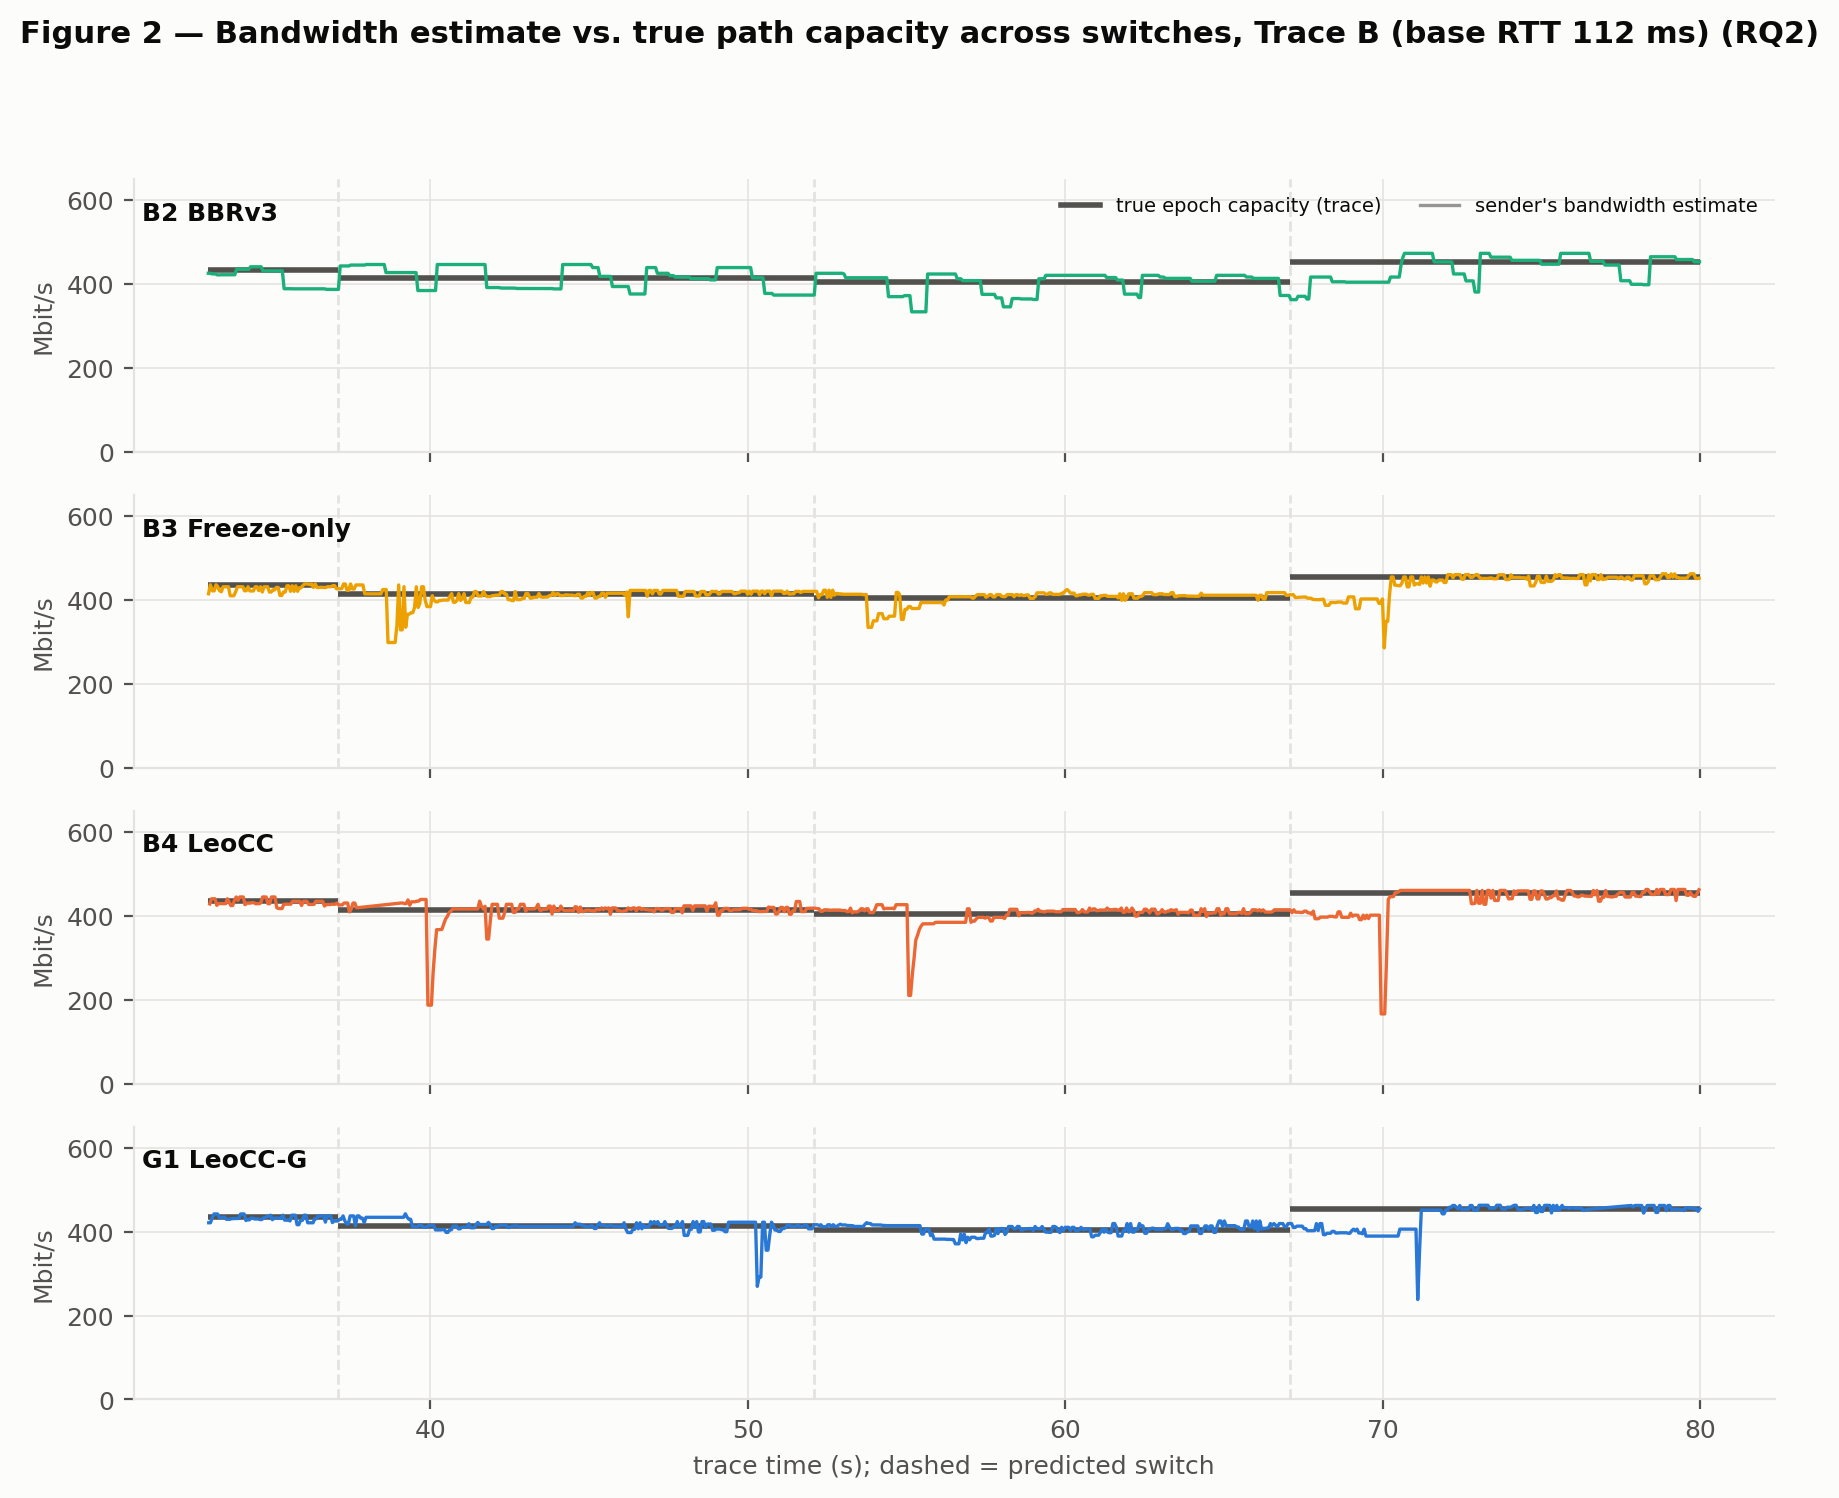 Figure 2 — Bandwidth estimate vs. true path capacity across switches, Trace B (base RTT 112 ms) (RQ2)
600
400
200
0
Mbit/s
B2 BBRv3
true epoch capacity (trace)
sender's bandwidth estimate
600
400
200
0
Mbit/s
B3 Freeze-only
600
400
200
0
Mbit/s
B4 LeoCC
600
400
200
0
Mbit/s
G1 LeoCC-G
40 50 60 70 80
trace time (s); dashed = predicted switch